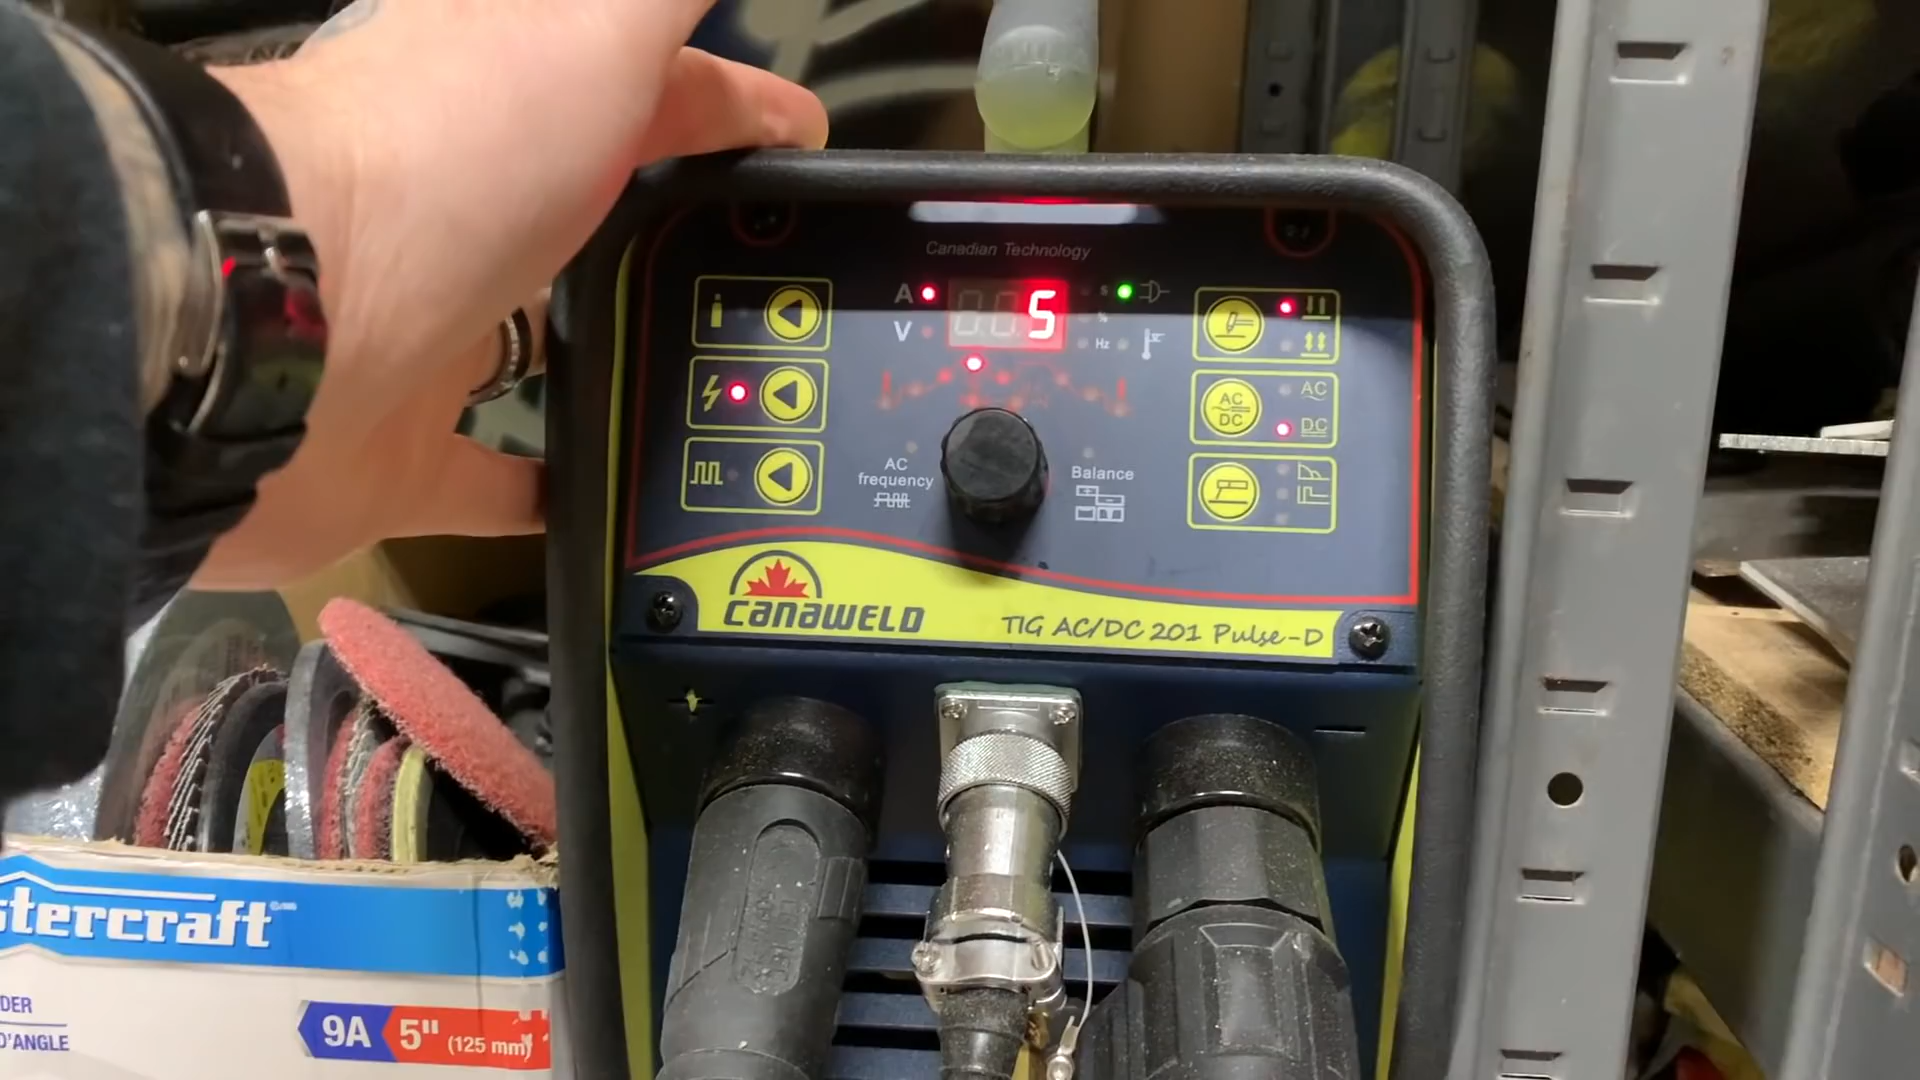 Canadian Technology
A
5
S
V
%
Hz
AC
DC
AC
DC
AC
frequency
Balance
CANAWELD
TIG AC/DC 201 Pulse-D
+
−
stercraft
DER
D'ANGLE
9A
5" (125 mm)